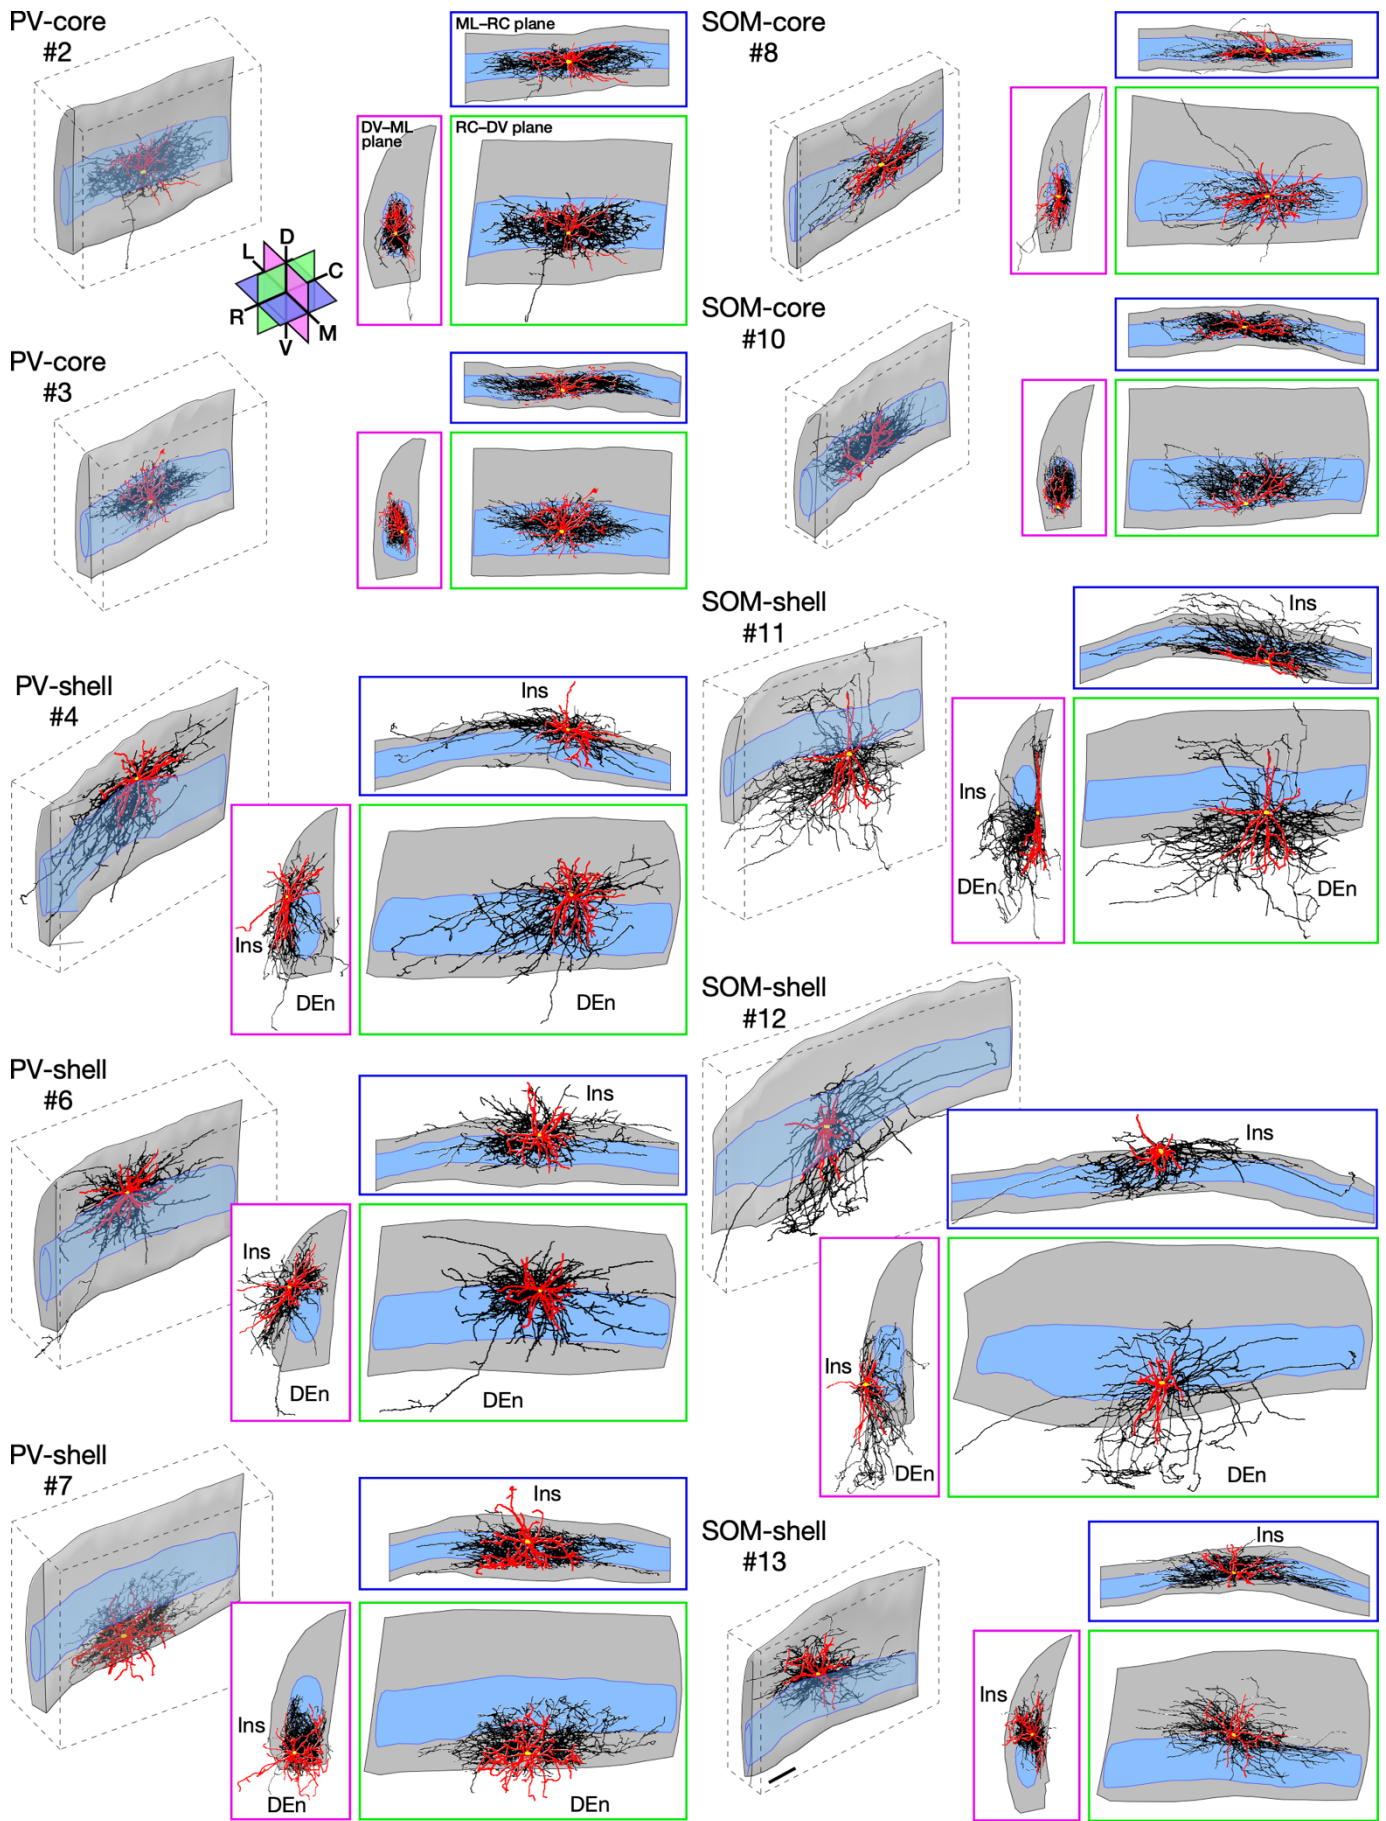 PV-core
#2
ML–RC plane
DV–ML
plane
RC–DV plane
D
L
C
R
M
V
PV-core
#3
PV-shell
#4
Ins
Ins
DEn
DEn
PV-shell
#6
Ins
Ins
DEn
DEn
PV-shell
#7
Ins
Ins
DEn
DEn
SOM-core
#8
SOM-core
#10
SOM-shell
#11
Ins
Ins
DEn
DEn
SOM-shell
#12
Ins
Ins
DEn
DEn
SOM-shell
#13
Ins
Ins